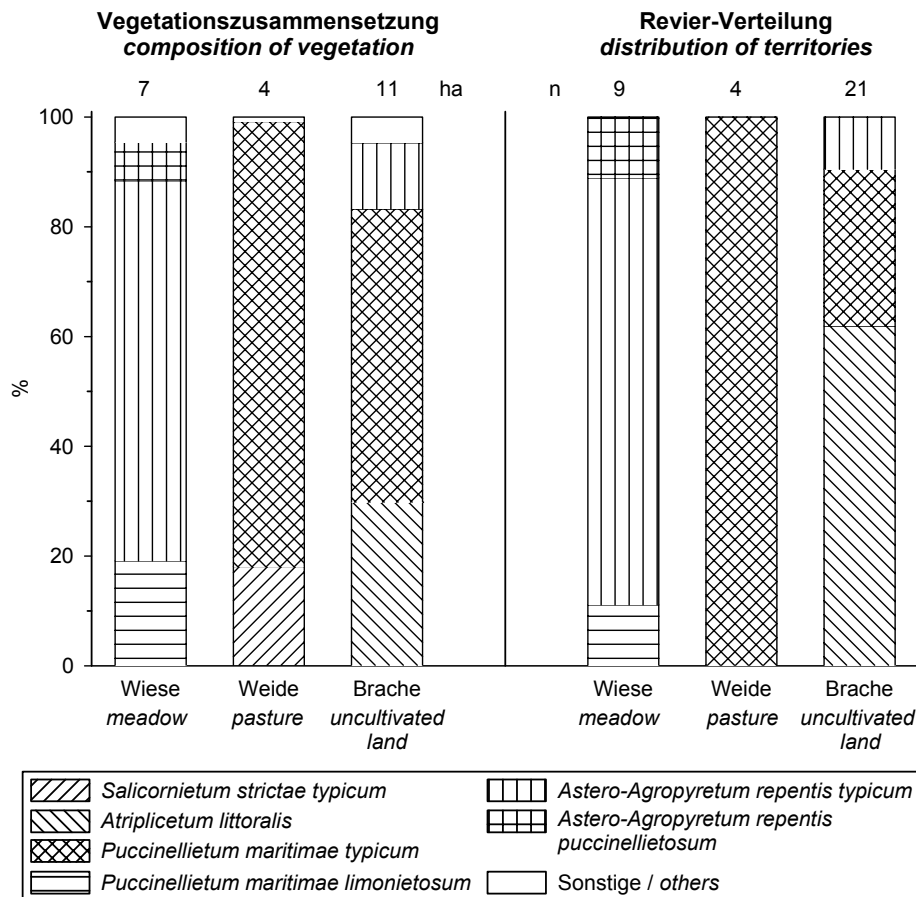 Vegetationszusammensetzung
composition of vegetation
Revier-Verteilung
distribution of territories
7 4 11 ha n 9 4 21
100
80
60
40
20
0
%
Wiese Weide Brache Wiese Weide Brache
meadow pasture uncultivated meadow pasture uncultivated
land land
Salicornietum strictae typicum
Atriplicetum littoralis
Puccinellietum maritimae typicum
Puccinellietum maritimae limonietosum
Astero-Agropyretum repentis typicum
Astero-Agropyretum repentis
puccinellietosum
Sonstige / others